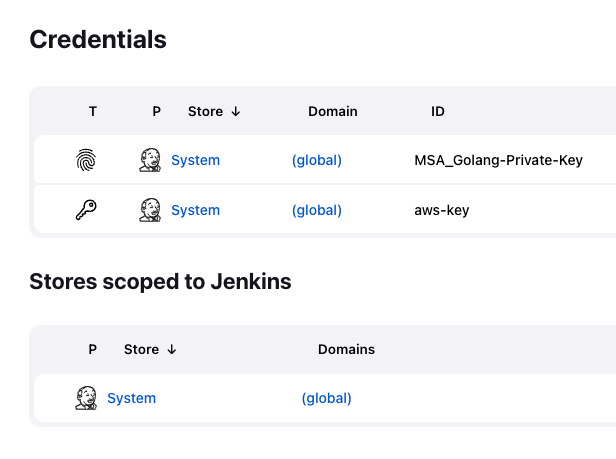 Credentials
T P Store ↓ Domain ID
System (global) MSA_Golang-Private-Key
System (global) aws-key
Stores scoped to Jenkins
P Store ↓ Domains
System (global)